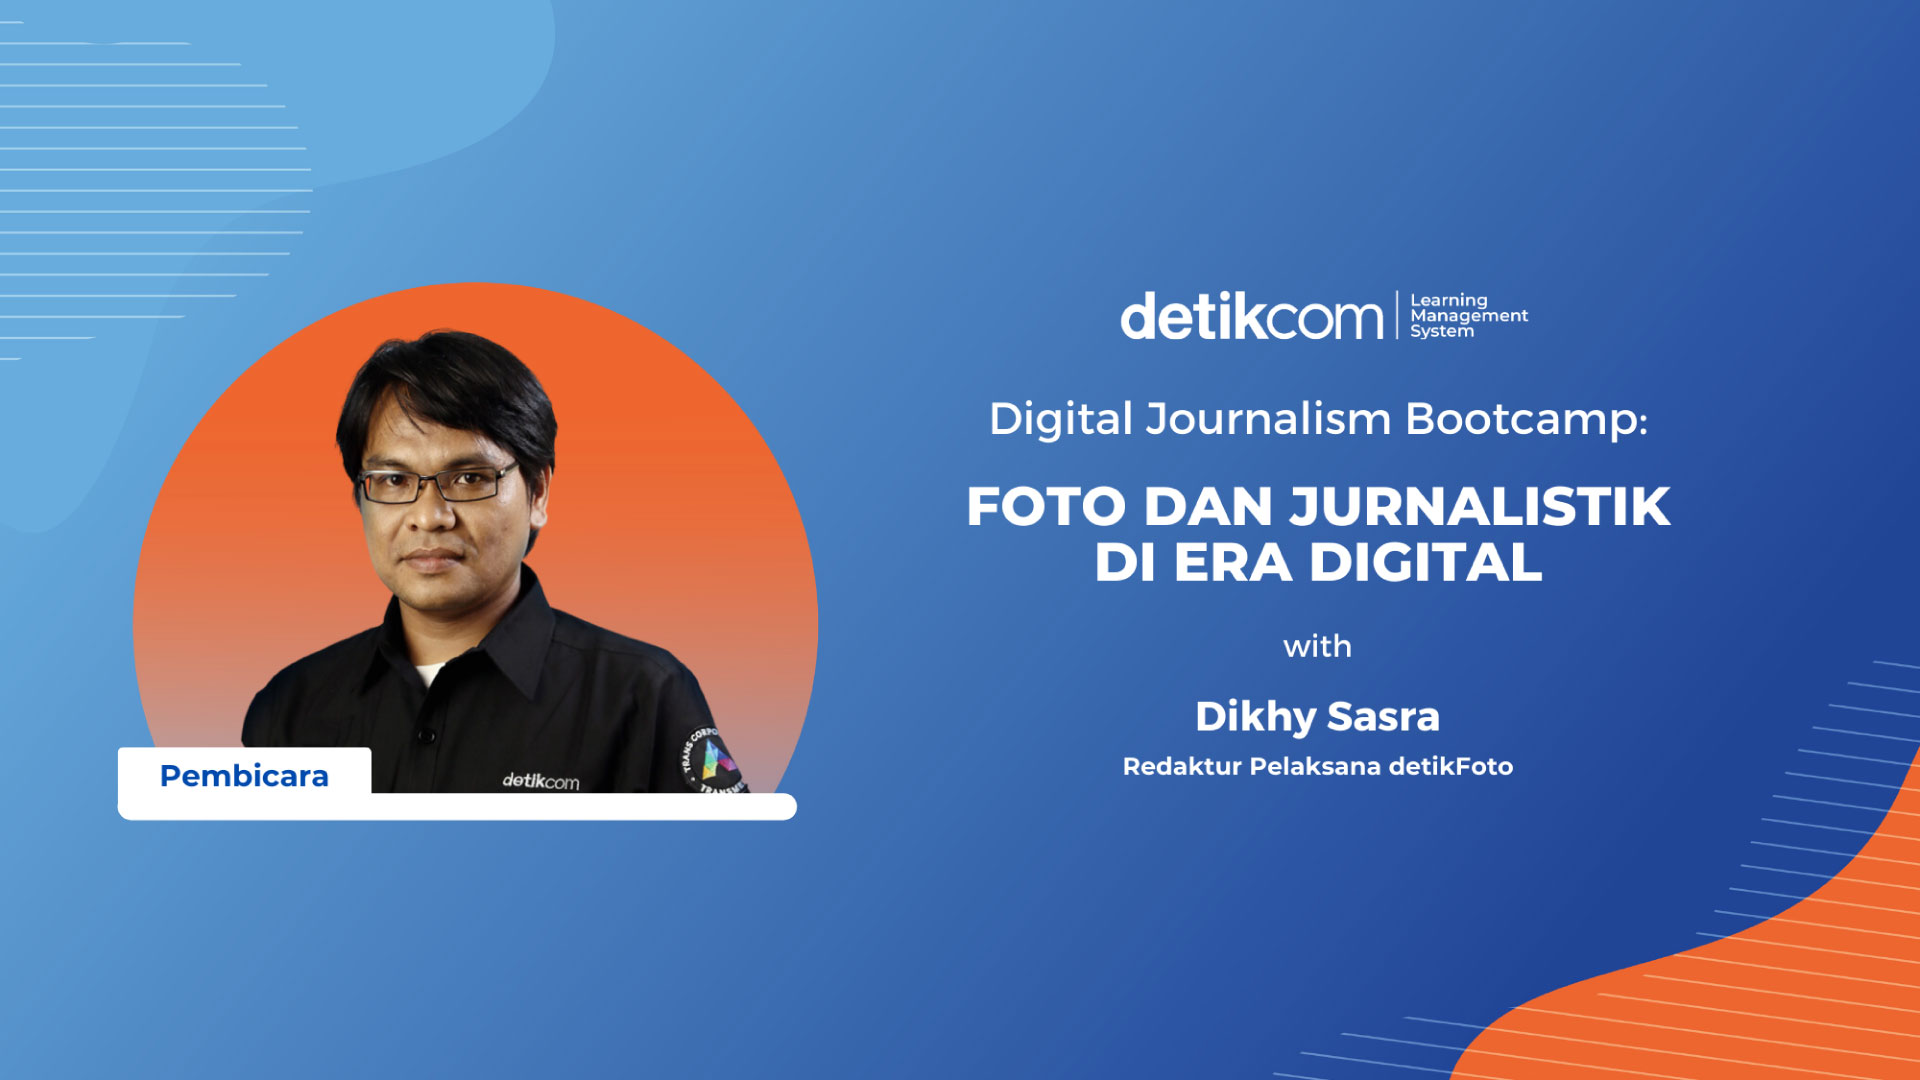 detikcom
Learning
Management
System
Digital Journalism Bootcamp:
FOTO DAN JURNALISTIK
DI ERA DIGITAL
with
Dikhy Sasra
Redaktur Pelaksana detikFoto
Pembicara
detikcom
TRANS